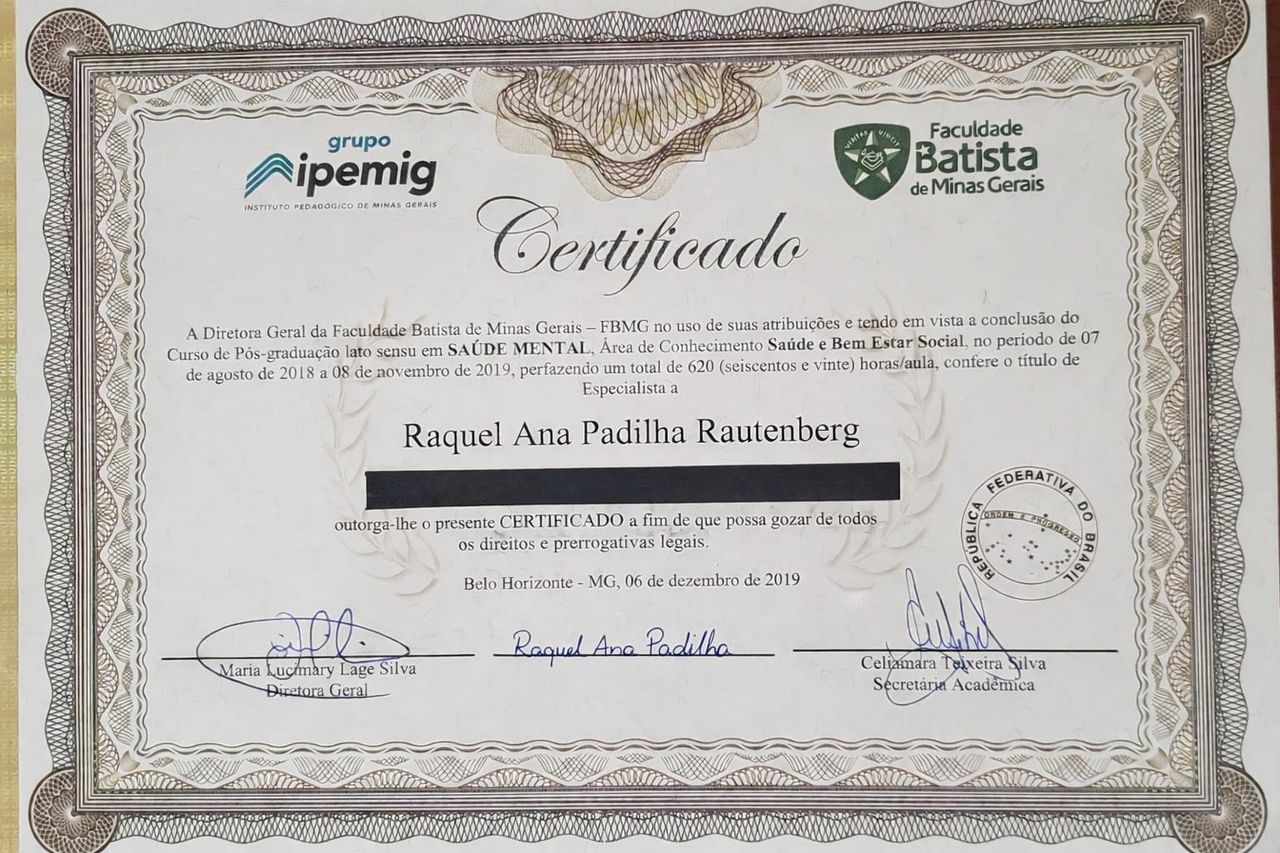 grupo
ipemig
INSTITUTO PEDAGÓGICO DE MINAS GERAIS
Faculdade
Batista
de Minas Gerais
Certificado
A Diretora Geral da Faculdade Batista de Minas Gerais – FBMG no uso de suas atribuições e tendo em vista a conclusão do
Curso de Pós-graduação lato sensu em SAÚDE MENTAL, Área de Conhecimento Saúde e Bem Estar Social, no período de 07
de agosto de 2018 a 08 de novembro de 2019, perfazendo um total de 620 (seiscentos e vinte) horas/aula, confere o título de
Especialista a
Raquel Ana Padilha Rautenberg
outorga-lhe o presente CERTIFICADO a fim de que possa gozar de todos
os direitos e prerrogativas legais.
REPÚBLICA FEDERATIVA DO BRASIL
ORDEM E PROGRESSO
Belo Horizonte - MG, 06 de dezembro de 2019
Raquel Ana Padilha
Maria Lucimary Lage Silva
Diretora Geral
Celiamara Teixeira Silva
Secretária Acadêmica